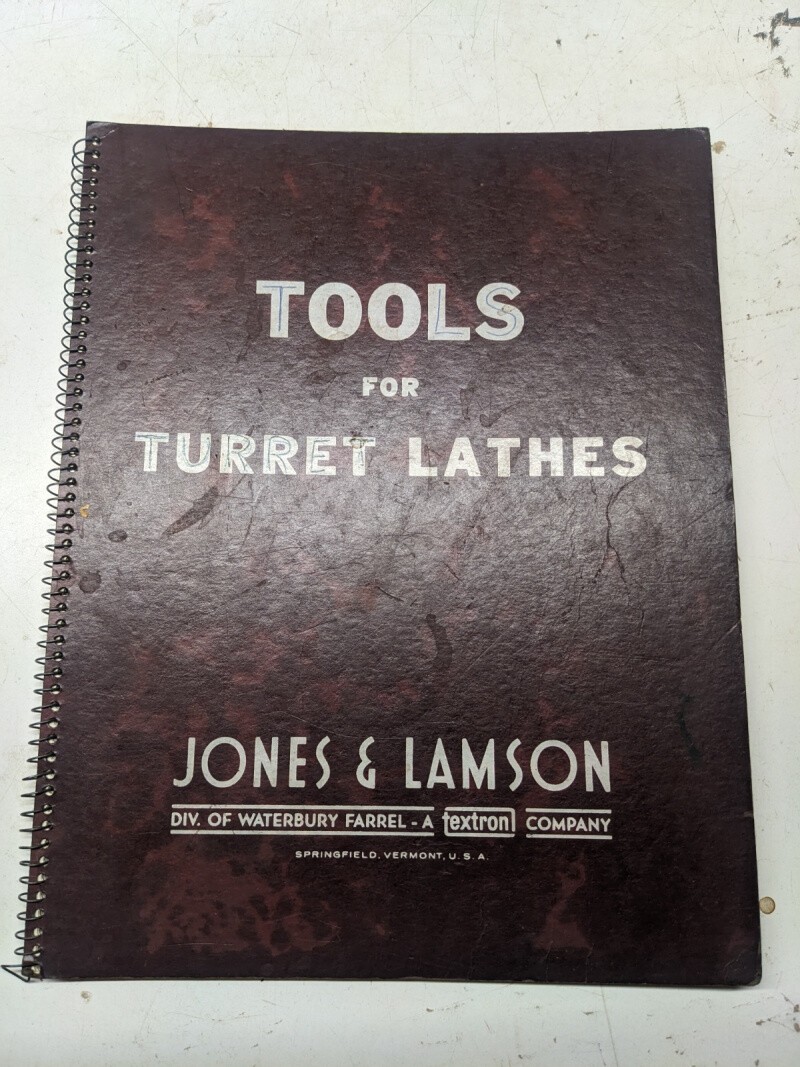 TOOLS
FOR
TURRET LATHES
JONES & LAMSON
DIV. OF WATERBURY FARREL - A textron COMPANY
SPRINGFIELD, VERMONT, U.S.A.